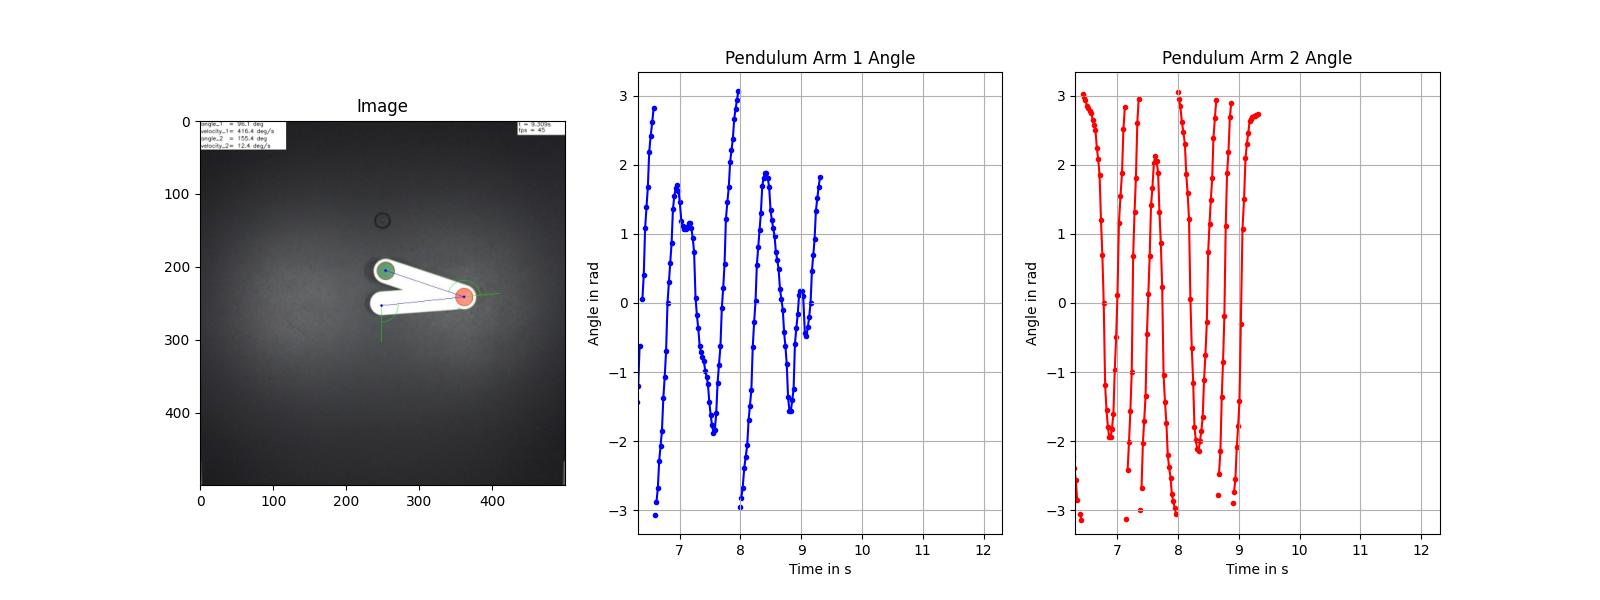 Image
angle_1 = 96.1 deg
velocity_1= 416.4 deg/s
angle_2 = 155.4 deg
velocity_2= 12.4 deg/s
t = 9.309s
fps = 45
0
100
200
300
400
0 100 200 300 400
Pendulum Arm 1 Angle
Angle in rad
3
2
1
0
−1
−2
−3
7 8 9 10 11 12
Time in s
Pendulum Arm 2 Angle
Angle in rad
3
2
1
0
−1
−2
−3
7 8 9 10 11 12
Time in s